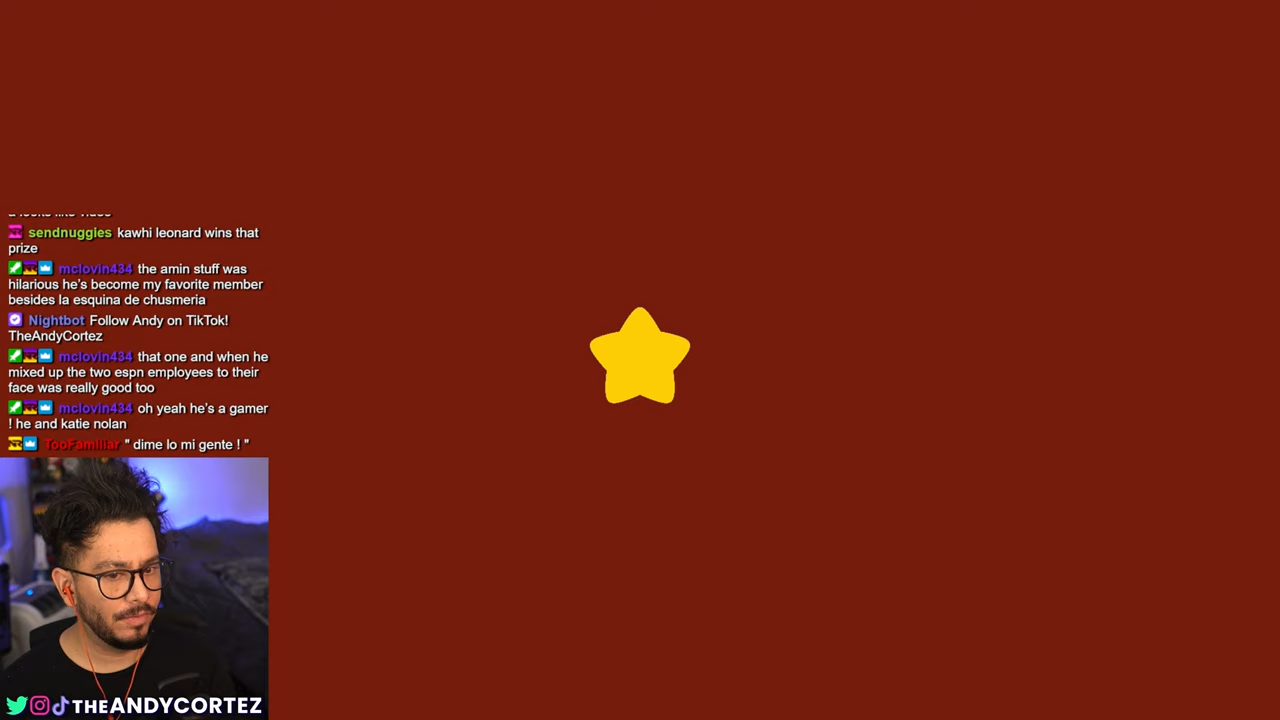 sendnuggies kawhi leonard wins that
prize
mclovin434 the amin stuff was
hilarious he's become my favorite member
besides la esquina de chusmeria
Nightbot Follow Andy on TikTok!
TheAndyCortez
mclovin434 that one and when he
mixed up the two espn employees to their
face was really good too
mclovin434 oh yeah he's a gamer
! he and katie nolan
TooFamiliar " dime lo mi gente ! "
THEANDYCORTEZ